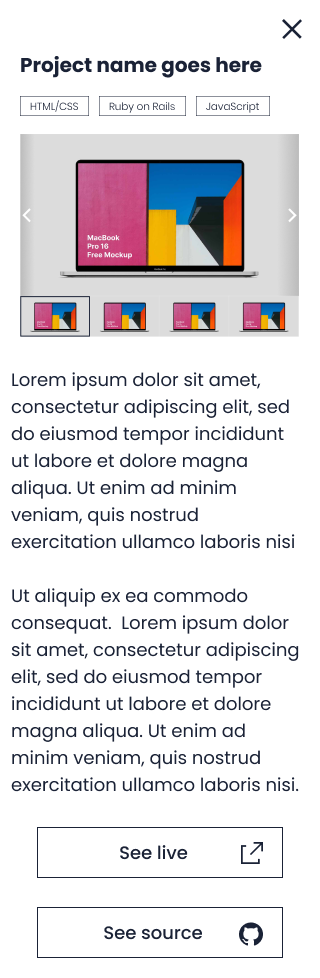 Project name goes here
HTML/CSS
Ruby on Rails
JavaScript
MacBook
Pro 16
Free Mockup
Lorem ipsum dolor sit amet,
consectetur adipiscing elit, sed
do eiusmod tempor incididunt
ut labore et dolore magna
aliqua. Ut enim ad minim
veniam, quis nostrud
exercitation ullamco laboris nisi
Ut aliquip ex ea commodo
consequat.  Lorem ipsum dolor
sit amet, consectetur adipiscing
elit, sed do eiusmod tempor
incididunt ut labore et dolore
magna aliqua. Ut enim ad
minim veniam, quis nostrud
exercitation ullamco laboris nisi.
See live
See source